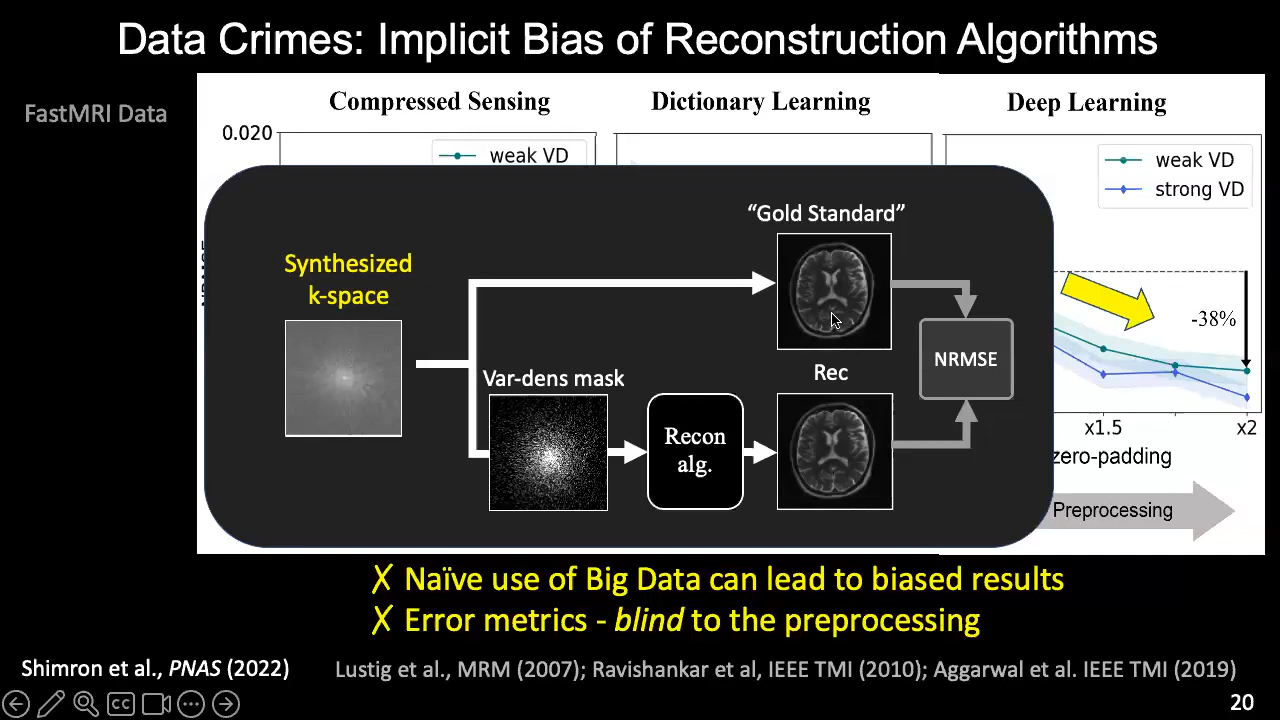 Data Crimes: Implicit Bias of Reconstruction Algorithms
FastMRI Data
Compressed Sensing
Dictionary Learning
Deep Learning
0.020
weak VD
weak VD
strong VD
"Gold Standard"
Synthesized
k-space
-38%
NRMSE
Var-dens mask
Rec
Recon
alg.
x1.5
x2
zero-padding
Preprocessing
╳ Naïve use of Big Data can lead to biased results
╳ Error metrics - blind to the preprocessing
Shimron et al., PNAS (2022)
Lustig et al., MRM (2007); Ravishankar et al, IEEE TMI (2010); Aggarwal et al. IEEE TMI (2019)
CC
20